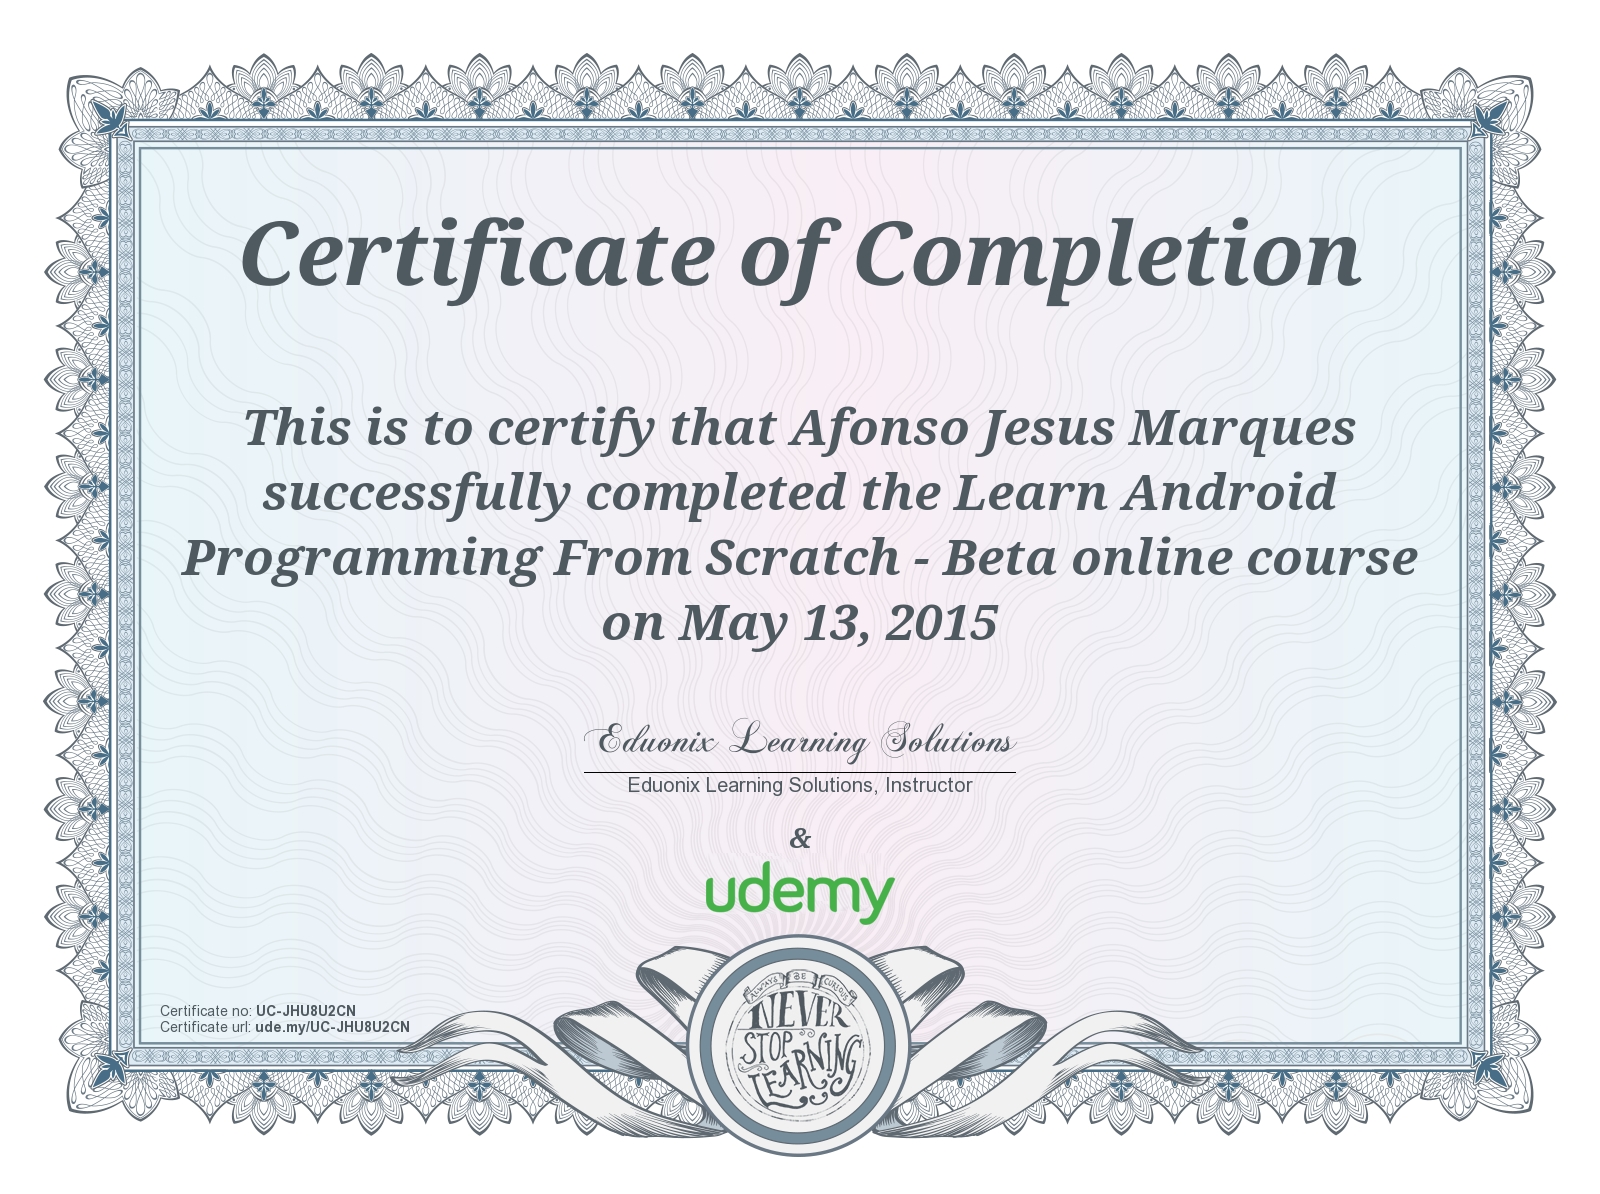 Certificate of Completion
This is to certify that Afonso Jesus Marques
successfully completed the Learn Android
Programming From Scratch - Beta online course
on May 13, 2015
Eduonix Learning Solutions
Eduonix Learning Solutions, Instructor
&
udemy
Certificate no: UC-JHU8U2CN
Certificate url: ude.my/UC-JHU8U2CN
ALWAYS BE CURIOUS
NEVER
STOP
LEARNING